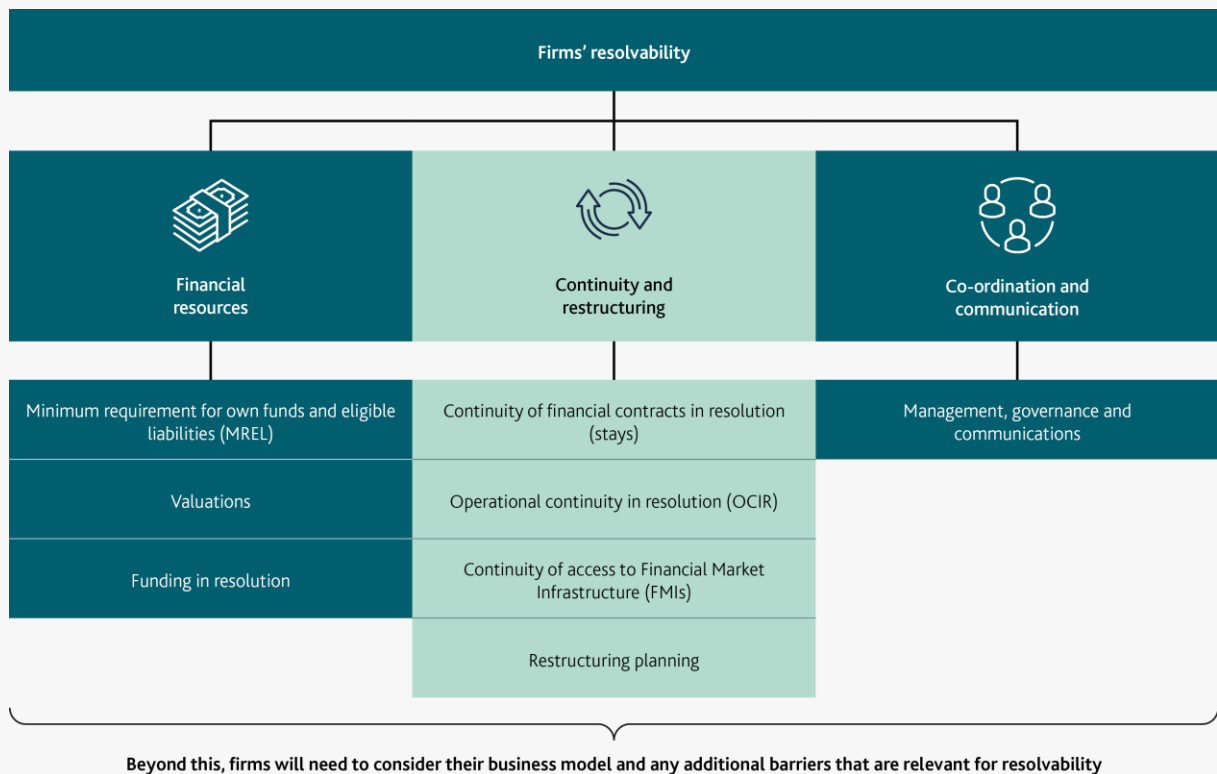 Firms’ resolvability
Financial
resources
Continuity and
restructuring
Co-ordination and
communication
Minimum requirement for own funds and eligible
liabilities (MREL)
Valuations
Funding in resolution
Continuity of financial contracts in resolution
(stays)
Operational continuity in resolution (OCIR)
Continuity of access to Financial Market
Infrastructure (FMIs)
Restructuring planning
Management, governance and
communications
Beyond this, firms will need to consider their business model and any additional barriers that are relevant for resolvability